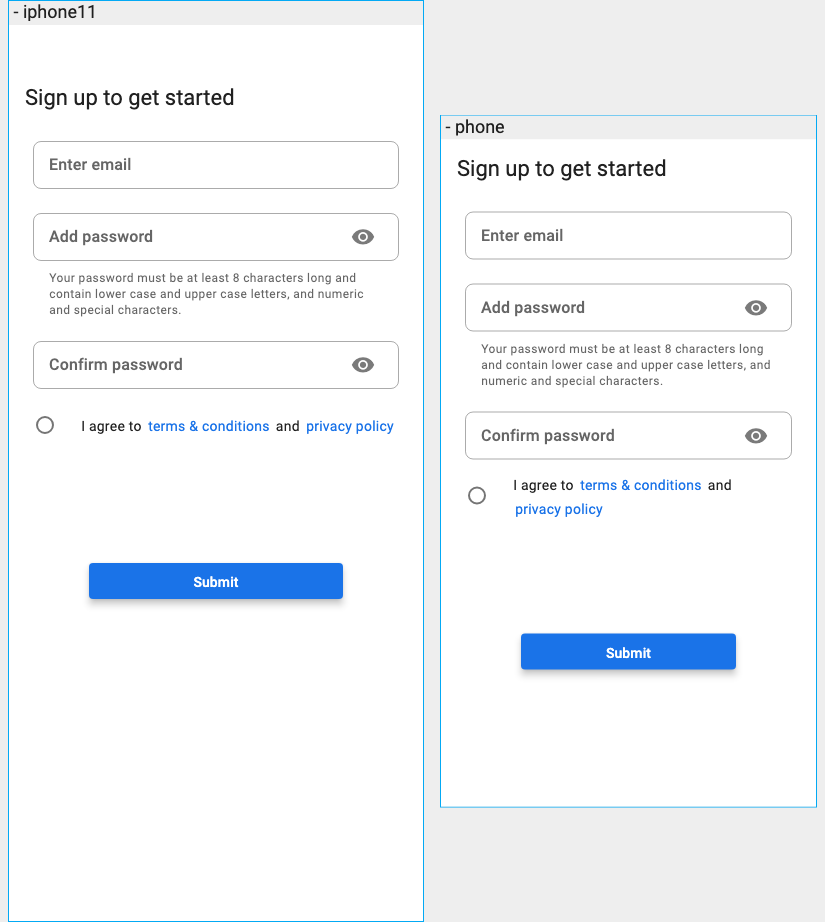 - iphone11
Sign up to get started
Enter email
Add password
Your password must be at least 8 characters long and
contain lower case and upper case letters, and numeric
and special characters.
Confirm password
I agree to terms & conditions and privacy policy
Submit
- phone
Sign up to get started
Enter email
Add password
Your password must be at least 8 characters long
and contain lower case and upper case letters, and
numeric and special characters.
Confirm password
I agree to terms & conditions and
privacy policy
Submit